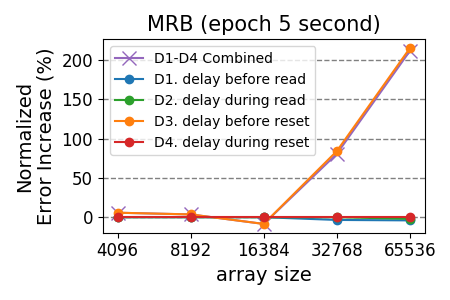 MRB (epoch 5 second)
Normalized
Error Increase (%)
200
150
100
50
0
D1-D4 Combined
D1. delay before read
D2. delay during read
D3. delay before reset
D4. delay during reset
4096 8192 16384 32768 65536
array size